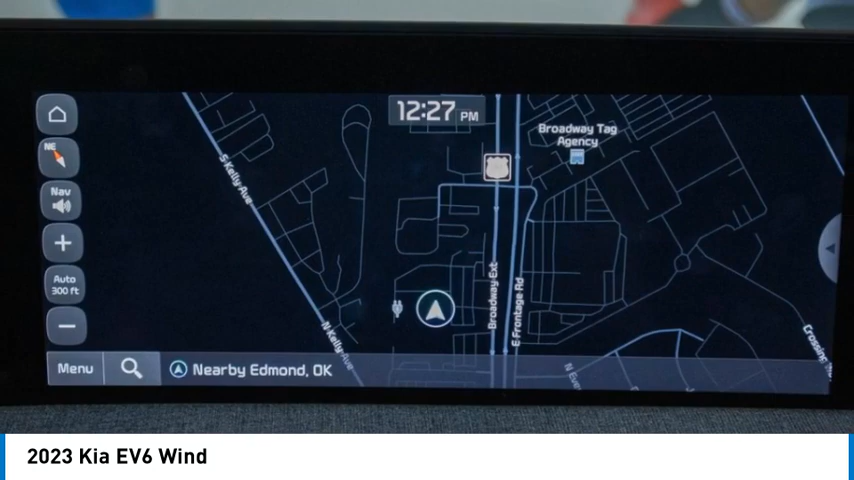 12:27 PM
Broadway Tag
Agency
NE
S Kelly Ave
Nav
Auto
300 ft
Broadway Ext
E Frontage Rd
N Kelly Ave
Crossing
Menu
Nearby Edmond, OK
2023 Kia EV6 Wind